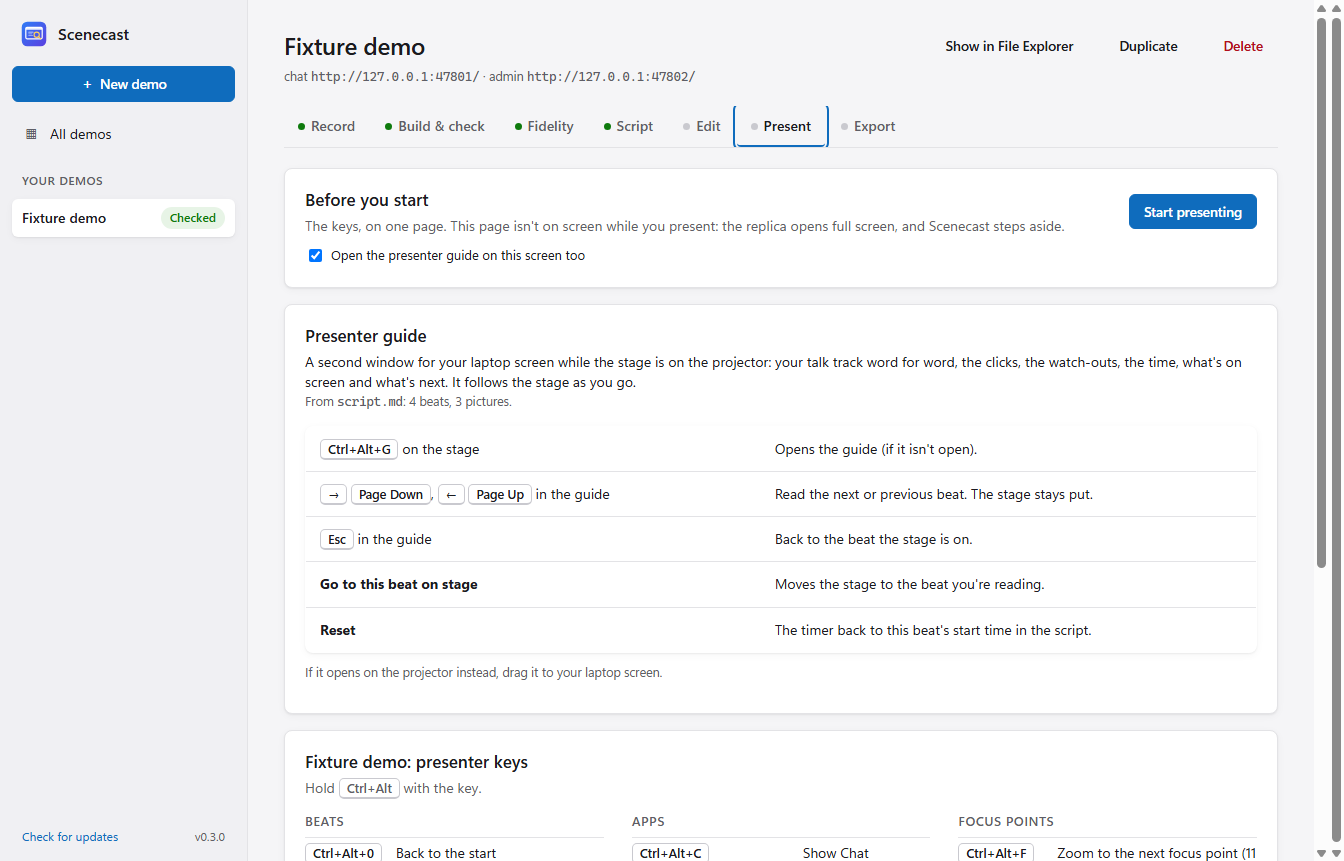 Scenecast
+ New demo
All demos
YOUR DEMOS
Fixture demo
Checked
Check for updates
v0.3.0
Fixture demo
Show in File Explorer
Duplicate
Delete
chat http://127.0.0.1:47801/ · admin http://127.0.0.1:47802/
Record
Build & check
Fidelity
Script
Edit
Present
Export
Before you start
The keys, on one page. This page isn't on screen while you present: the replica opens full screen, and Scenecast steps aside.
Open the presenter guide on this screen too
Start presenting
Presenter guide
A second window for your laptop screen while the stage is on the projector: your talk track word for word, the clicks, the watch-outs, the time, what's on
screen and what's next. It follows the stage as you go.
From script.md: 4 beats, 3 pictures.
Ctrl+Alt+G on the stage
Opens the guide (if it isn't open).
→ Page Down, ← Page Up in the guide
Read the next or previous beat. The stage stays put.
Esc in the guide
Back to the beat the stage is on.
Go to this beat on stage
Moves the stage to the beat you're reading.
Reset
The timer back to this beat's start time in the script.
If it opens on the projector instead, drag it to your laptop screen.
Fixture demo: presenter keys
Hold Ctrl+Alt with the key.
BEATS
Ctrl+Alt+0 Back to the start
APPS
Ctrl+Alt+C Show Chat
FOCUS POINTS
Ctrl+Alt+F Zoom to the next focus point (11